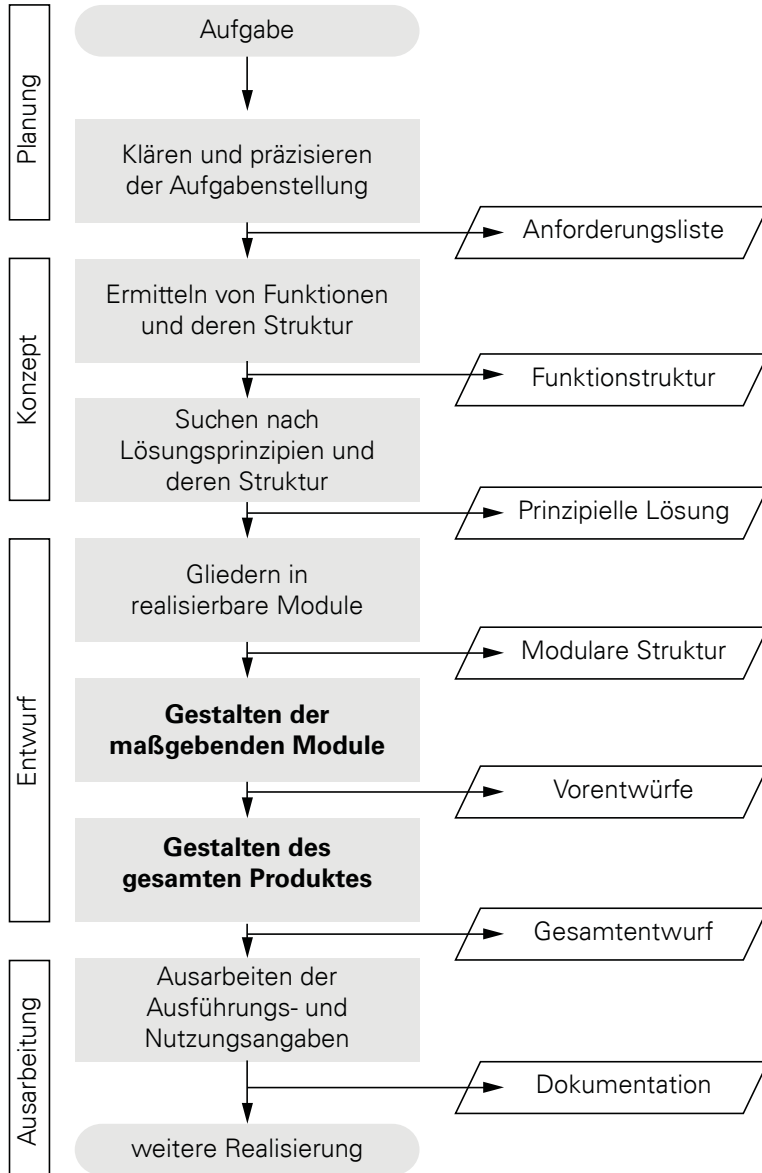 Planung
Aufgabe
Klären und präzisieren
der Aufgabenstellung
Anforderungsliste
Konzept
Ermitteln von Funktionen
und deren Struktur
Funktionstruktur
Suchen nach
Lösungsprinzipien und
deren Struktur
Prinzipielle Lösung
Entwurf
Gliedern in
realisierbare Module
Modulare Struktur
Gestalten der
maßgebenden Module
Vorentwürfe
Gestalten des
gesamten Produktes
Gesamtentwurf
Ausarbeitung
Ausarbeiten der
Ausführungs- und
Nutzungsangaben
Dokumentation
weitere Realisierung